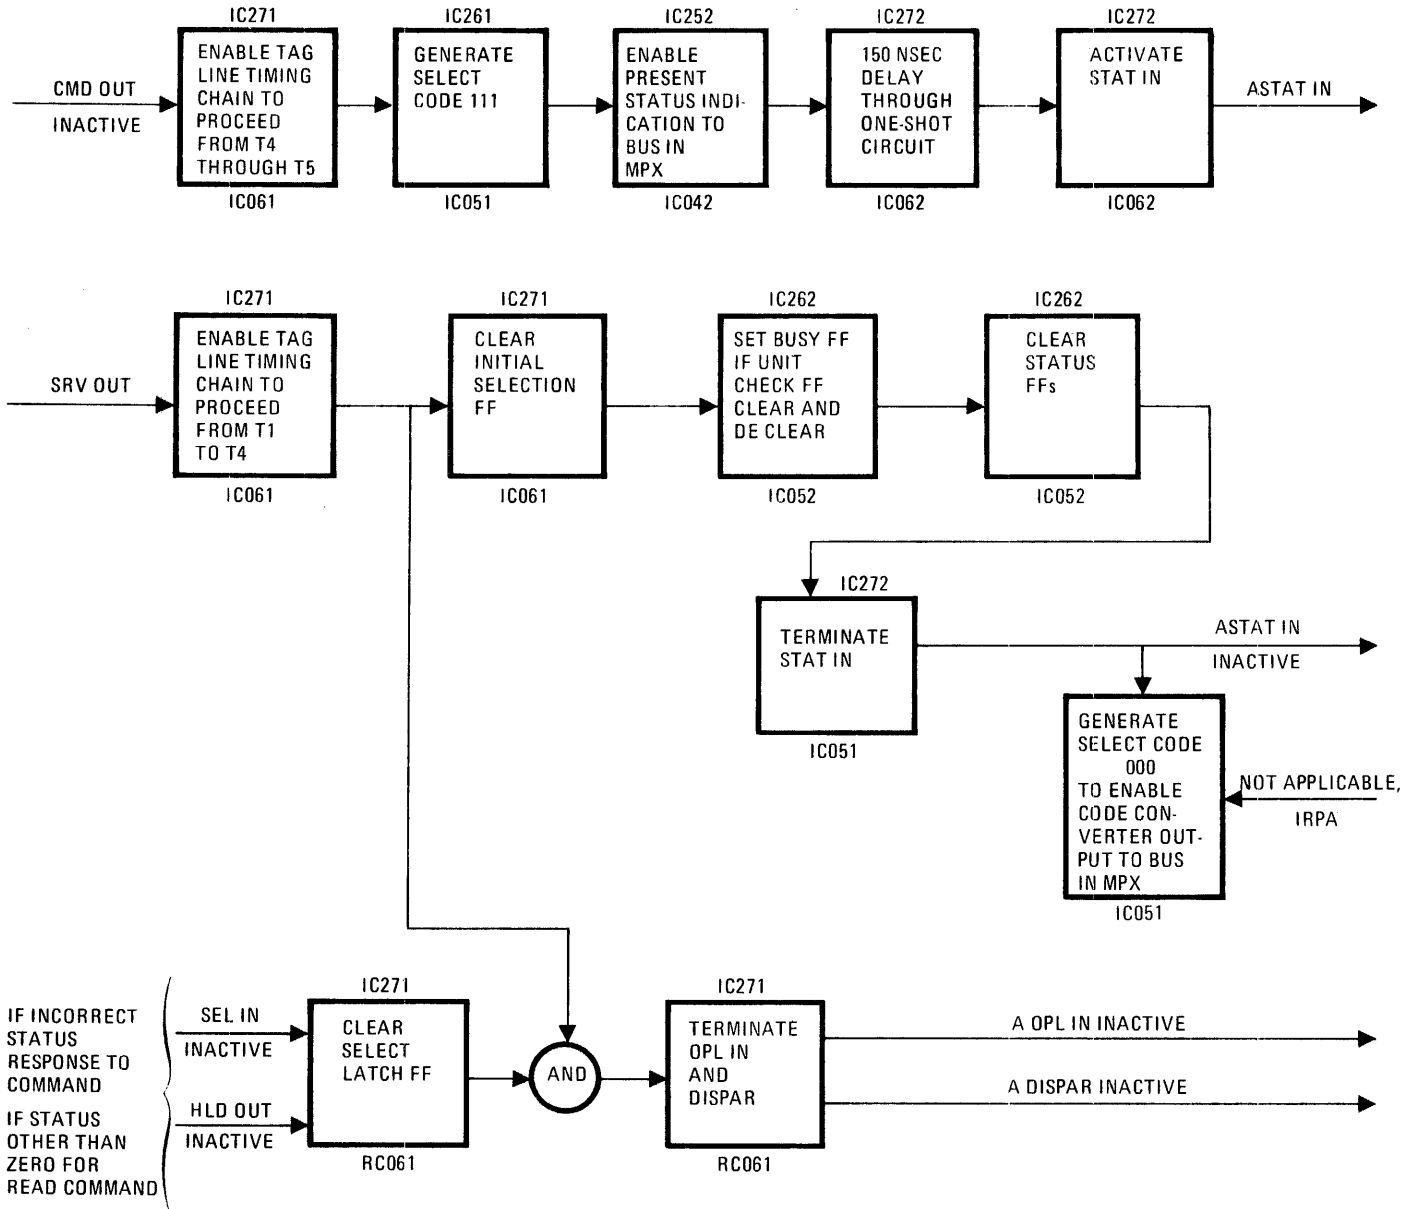 IC271
ENABLE TAG
LINE TIMING
CHAIN TO
PROCEED
FROM T4
THROUGH T5
IC061
CMD OUT
INACTIVE
IC261
GENERATE
SELECT
CODE 111
IC051
IC252
ENABLE
PRESENT
STATUS INDI-
CATION TO
BUS IN
MPX
IC042
IC272
150 NSEC
DELAY
THROUGH
ONE-SHOT
CIRCUIT
IC062
IC272
ACTIVATE
STAT IN
IC062
ASTAT IN
SRV OUT
IC271
ENABLE TAG
LINE TIMING
CHAIN TO
PROCEED
FROM T1
TO T4
IC061
IC271
CLEAR
INITIAL
SELECTION
FF
IC061
IC262
SET BUSY FF
IF UNIT
CHECK FF
CLEAR AND
DE CLEAR
IC052
IC262
CLEAR
STATUS
FFs
IC052
IC272
TERMINATE
STAT IN
IC051
ASTAT IN
INACTIVE
GENERATE
SELECT CODE
000
TO ENABLE
CODE CON-
VERTER OUT-
PUT TO BUS
IN MPX
IC051
NOT APPLICABLE,
IRPA
IF INCORRECT
STATUS
RESPONSE TO
COMMAND
IF STATUS
OTHER THAN
ZERO FOR
READ COMMAND
SEL IN
INACTIVE
HLD OUT
INACTIVE
IC271
CLEAR
SELECT
LATCH FF
RC061
AND
IC271
TERMINATE
OPL IN
AND
DISPAR
RC061
A OPL IN INACTIVE
A DISPAR INACTIVE